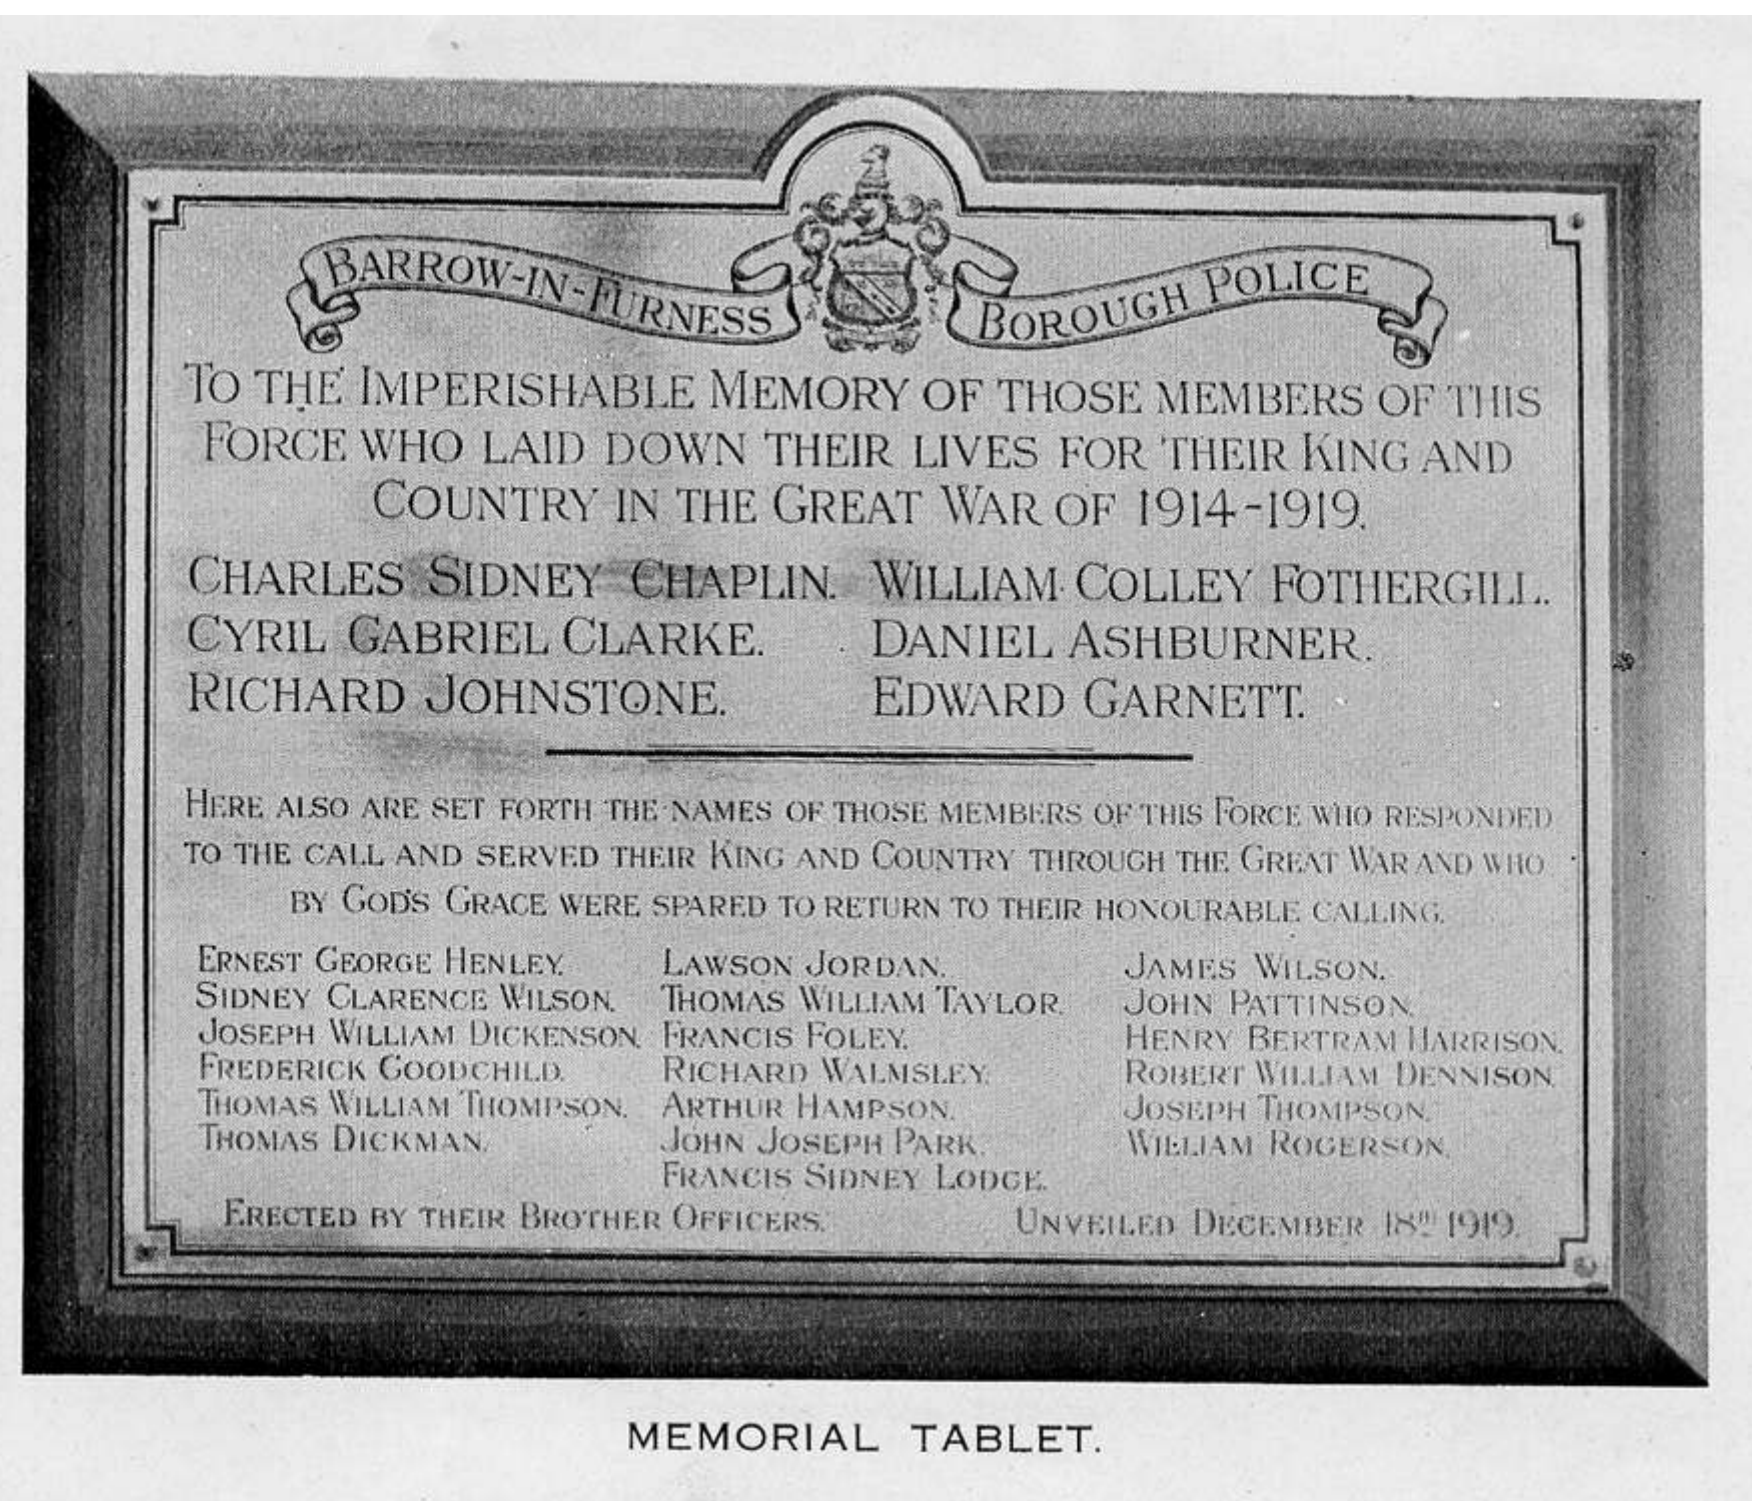 BARROW-IN-FURNESS BOROUGH POLICE
TO THE IMPERISHABLE MEMORY OF THOSE MEMBERS OF THIS
FORCE WHO LAID DOWN THEIR LIVES FOR THEIR KING AND
COUNTRY IN THE GREAT WAR OF 1914-1919.
CHARLES SIDNEY CHAPLIN. WILLIAM COLLEY FOTHERGILL.
CYRIL GABRIEL CLARKE. DANIEL ASHBURNER.
RICHARD JOHNSTONE. EDWARD GARNETT.
HERE ALSO ARE SET FORTH THE NAMES OF THOSE MEMBERS OF THIS FORCE WHO RESPONDED
TO THE CALL AND SERVED THEIR KING AND COUNTRY THROUGH THE GREAT WAR AND WHO
BY GOD'S GRACE WERE SPARED TO RETURN TO THEIR HONOURABLE CALLING.
ERNEST GEORGE HENLEY. LAWSON JORDAN. JAMES WILSON.
SIDNEY CLARENCE WILSON. THOMAS WILLIAM TAYLOR. JOHN PATTINSON.
JOSEPH WILLIAM DICKENSON. FRANCIS FOLEY. HENRY BERTRAM HARRISON.
FREDERICK GOODCHILD. RICHARD WALMSLEY. ROBERT WILLIAM DENNISON.
THOMAS WILLIAM THOMPSON. ARTHUR HAMPSON. JOSEPH THOMPSON.
THOMAS DICKMAN. JOHN JOSEPH PARK. WILLIAM ROGERSON.
FRANCIS SIDNEY LODGE.
ERECTED BY THEIR BROTHER OFFICERS. UNVEILED DECEMBER 18TH 1919.
MEMORIAL TABLET.